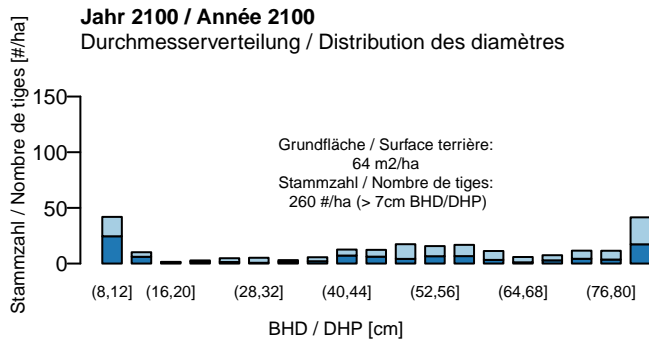 Jahr 2100 / Année 2100
Durchmesserverteilung / Distribution des diamètres
Stammzahl / Nombre de tiges [#/ha]
150
100
50
0
Grundfläche / Surface terrière:
64 m2/ha
Stammzahl / Nombre de tiges:
260 #/ha (> 7cm BHD/DHP)
(8,12] (16,20] (28,32] (40,44] (52,56] (64,68] (76,80]
BHD / DHP [cm]